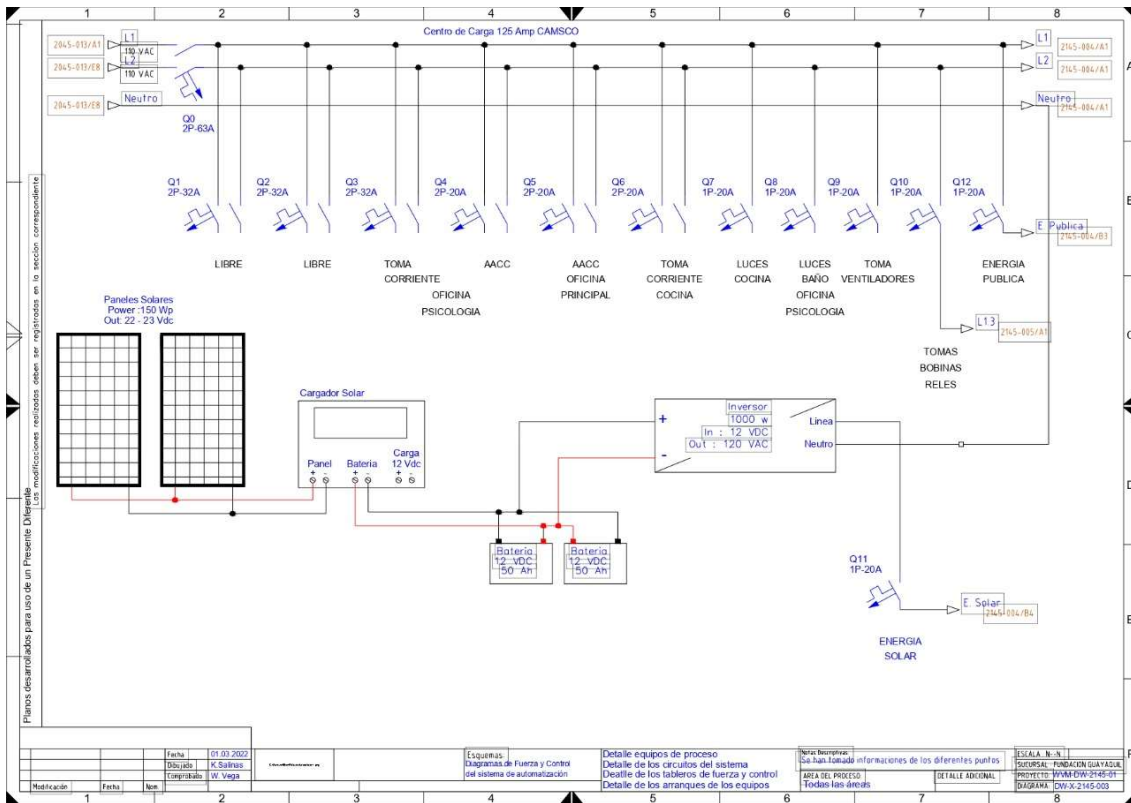 1 2 3 4 5 6 7 8
Centro de Carga 125 Amp CAMSCO
2045-013/A1
L1
110 VAC
2045-013/E8
L2
110 VAC
2045-013/E8
Neutro
L1
2145-004/A1
L2
2145-004/A1
Neutro
2145-004/A1
A
B
C
D
E
F
Q0
2P-63A
Q1
2P-32A
Q2
2P-32A
Q3
2P-32A
Q4
2P-20A
Q5
2P-20A
Q6
2P-20A
Q7
1P-20A
Q8
1P-20A
Q9
1P-20A
Q10
1P-20A
Q12
1P-20A
E. Publica
2145-004/B3
LIBRE
LIBRE
TOMA
CORRIENTE
OFICINA
PSICOLOGIA
AACC
AACC
OFICINA
PRINCIPAL
TOMA
CORRIENTE
COCINA
LUCES
COCINA
LUCES
BAÑO
OFICINA
PSICOLOGIA
TOMA
VENTILADORES
ENERGIA
PUBLICA
L13
2145-005/A1
TOMAS
BOBINAS
RELES
Paneles Solares
Power :150 Wp
Out: 22 - 23 Vdc
Cargador Solar
Panel
+ -
Bateria
+ -
Carga
12 Vdc
+ -
Inversor
1000 w
In : 12 VDC
Out : 120 VAC
+
-
Linea
Neutro
Bateria
12 VDC
50 Ah
Bateria
12 VDC
50 Ah
Q11
1P-20A
E. Solar
2145-004/B4
ENERGIA
SOLAR
Planos desarrollados para uso de un Presente Diferente
Las modificaciones realizadas deben ser registradas en la seccion correspondiente
Modificación
Fecha
Nom
Fecha 01.03.2022
Dibujado K.Salinas
Comprobado W. Vega
Esquemas:
Diagramas de Fuerza y Control
del sistema de automatización
Detalle equipos de proceso
Detalle de los circuitos del sistema
Deatlle de los tableros de fuerza y control
Detalle de los arranques de los equipos
Notas Descriptivas:
Se han tomado informaciones de los diferentes puntos
AREA DEL PROCESO
Todas las áreas
DETALLE ADICIONAL
ESCALA N--N
SUCURSAL FUNDACION GUAYAQUIL
PROYECTO WVM-DW-2145-01
DIAGRAMA DW-X-2145-003